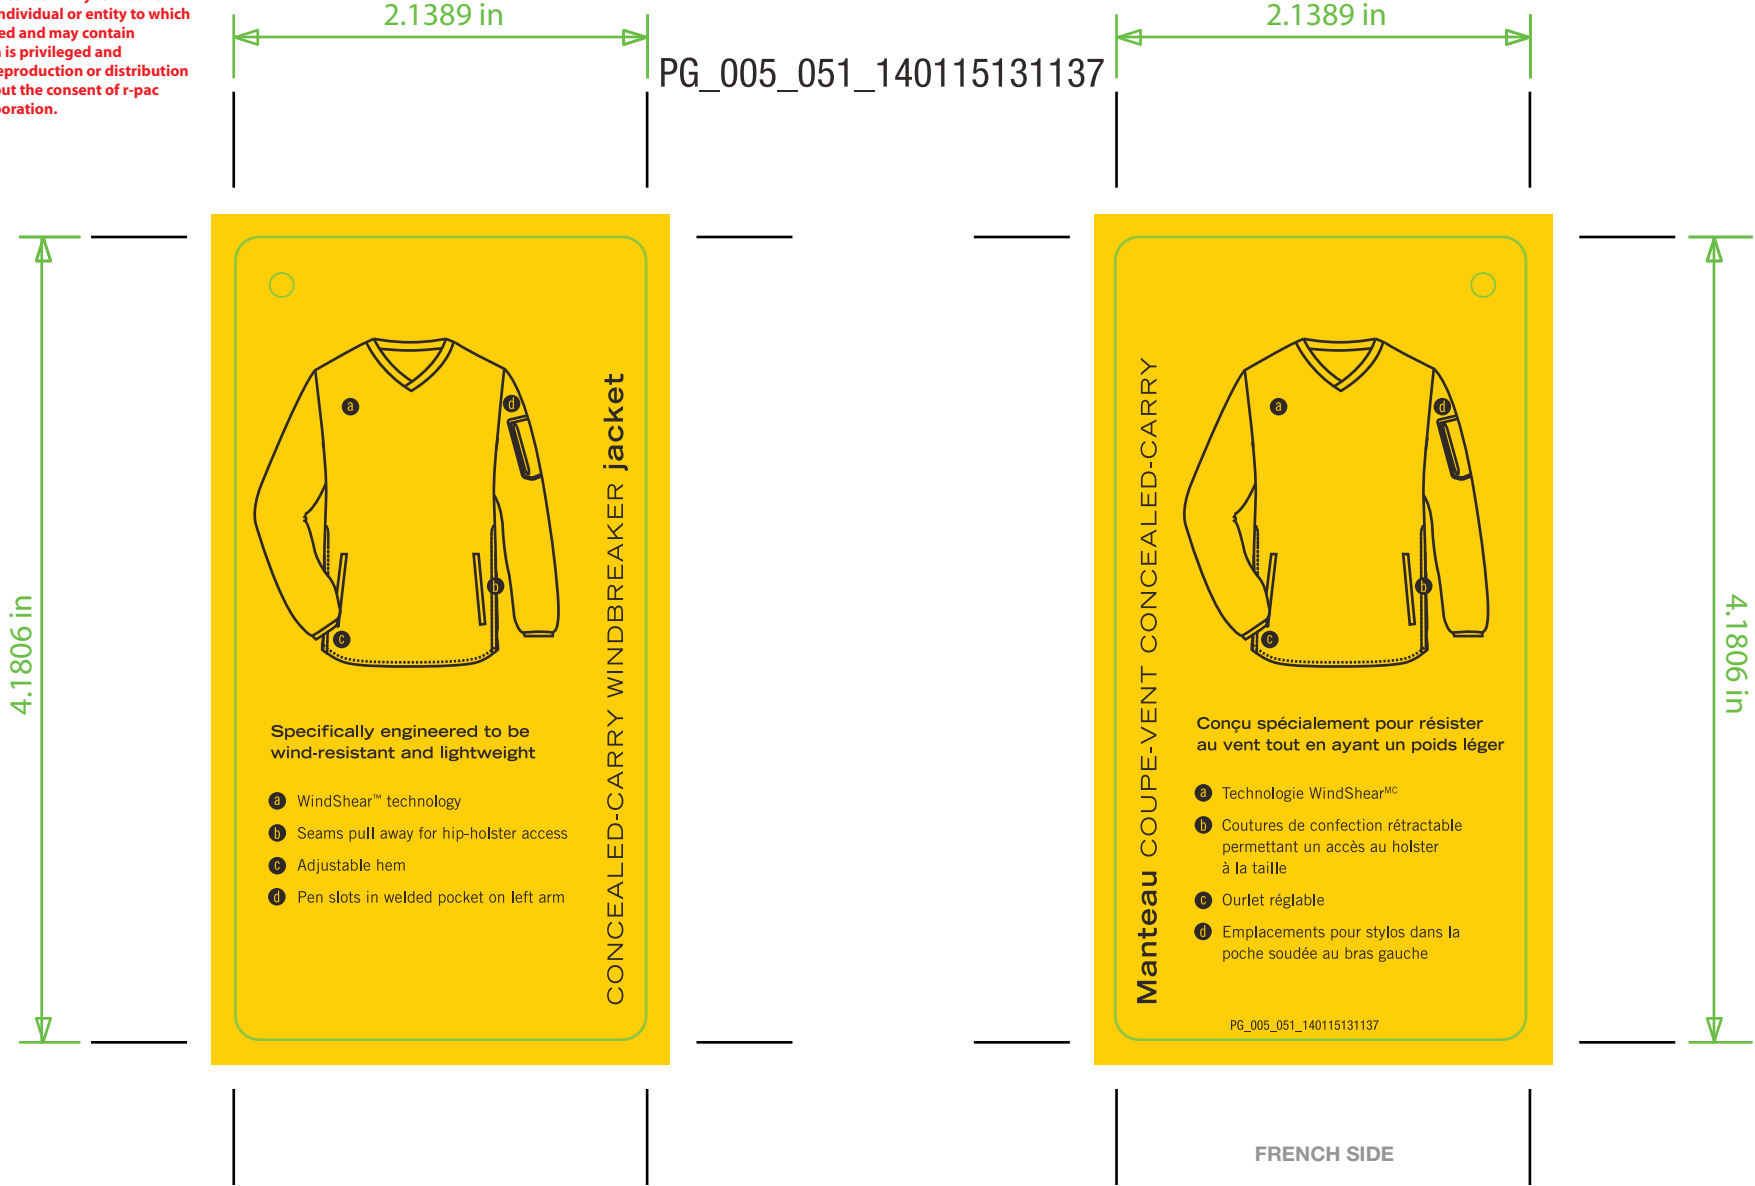 individual or entity to which
ed and may contain
is privileged and
eproduction or distribution
out the consent of r-pac
oration.
2.1389 in
PG_005_051_140115131137
2.1389 in
4.1806 in
a
d
b
c
CONCEALED-CARRY WINDBREAKER jacket
Specifically engineered to be
wind-resistant and lightweight
a WindShear™ technology
b Seams pull away for hip-holster access
c Adjustable hem
d Pen slots in welded pocket on left arm
Manteau COUPE-VENT CONCEALED-CARRY
a
d
b
c
Conçu spécialement pour résister
au vent tout en ayant un poids léger
a Technologie WindShearMC
b Coutures de confection rétractable
permettant un accès au holster
à la taille
c Ourlet réglable
d Emplacements pour stylos dans la
poche soudée au bras gauche
PG_005_051_140115131137
4.1806 in
FRENCH SIDE